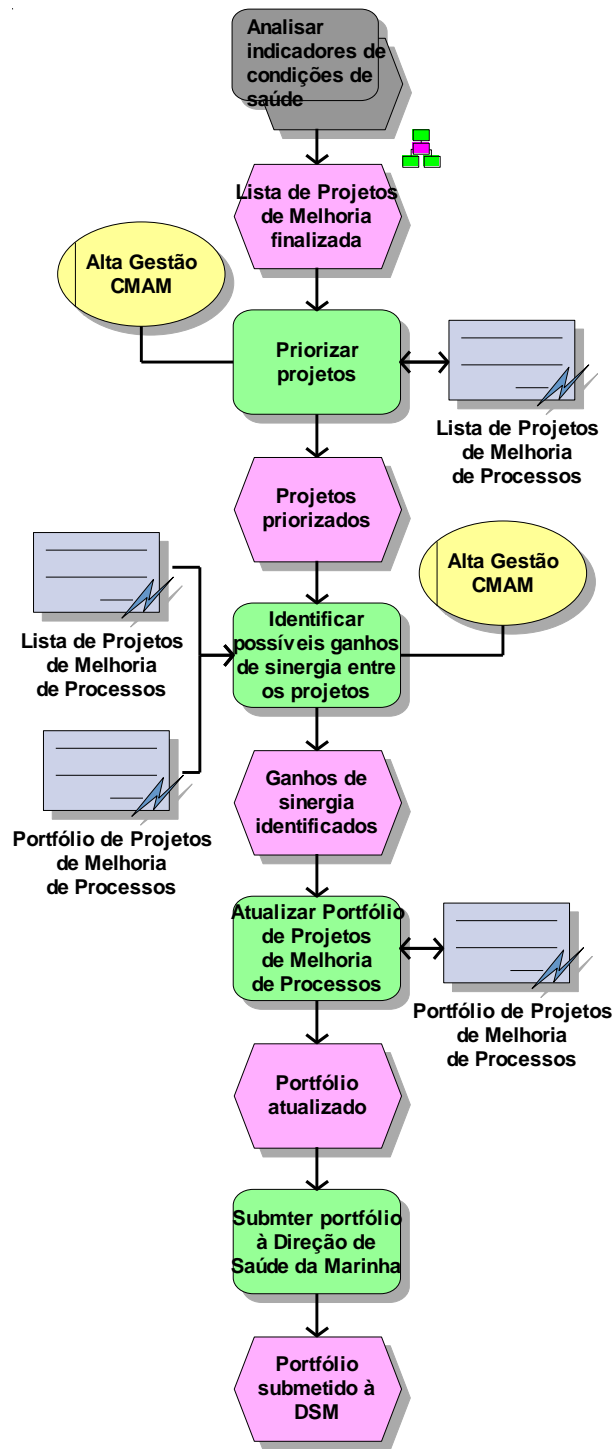 Analisar
indicadores de
condições de
saúde
Lista de Projetos
de Melhoria
finalizada
Alta Gestão
CMAM
Priorizar
projetos
Lista de Projetos
de Melhoria
de Processos
Projetos
priorizados
Alta Gestão
CMAM
Lista de Projetos
de Melhoria
de Processos
Identificar
possíveis ganhos
de sinergia entre
os projetos
Portfólio de Projetos
de Melhoria
de Processos
Ganhos de
sinergia
identificados
Atualizar Portfólio
de Projetos
de Melhoria
de Processos
Portfólio de Projetos
de Melhoria
de Processos
Portfólio
atualizado
Submter portfólio
à Direção de
Saúde da Marinha
Portfólio
submetido à
DSM